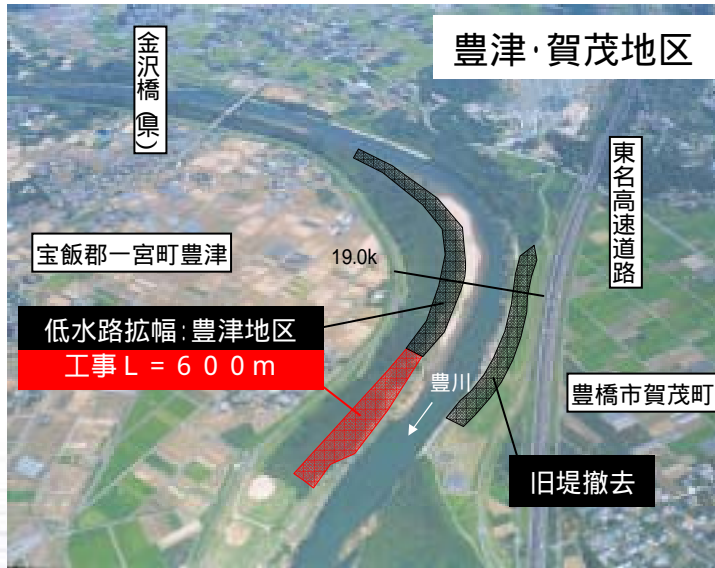 豊津･賀茂地区
金沢橋（県）
東名高速道路
宝飯郡一宮町豊津
19.0k
低水路拡幅:豊津地区
工事L=600m
豊川
豊橋市賀茂町
旧堤撤去